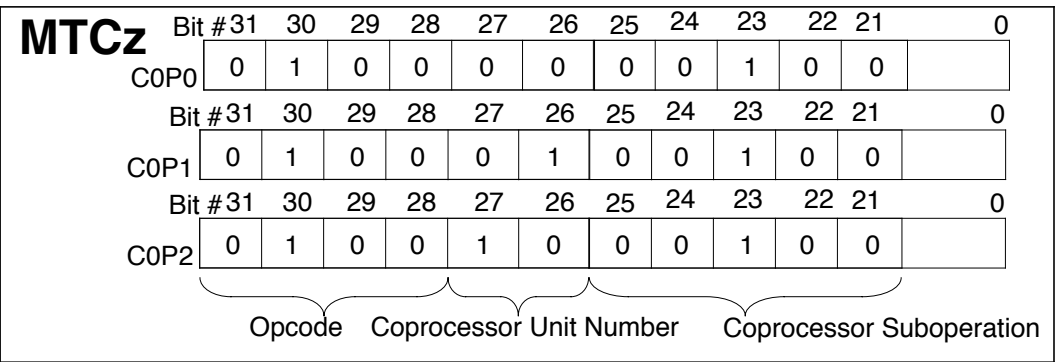 MTCz
Bit #31 30 29 28 27 26 25 24 23 22 21 0
C0P0 0 1 0 0 0 0 0 0 1 0 0
Bit #31 30 29 28 27 26 25 24 23 22 21 0
C0P1 0 1 0 0 0 1 0 0 1 0 0
Bit #31 30 29 28 27 26 25 24 23 22 21 0
C0P2 0 1 0 0 1 0 0 0 1 0 0
Opcode Coprocessor Unit Number Coprocessor Suboperation